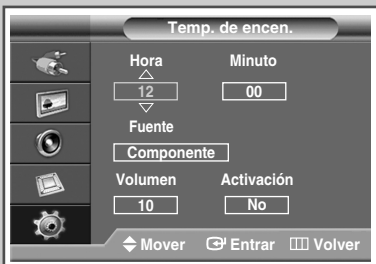 Temp. de encen.
Hora Minuto
12 00
Fuente
Componente
Volumen Activación
10 No
Mover Entrar Volver